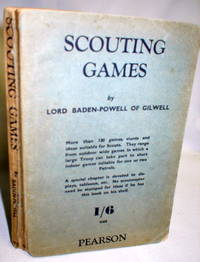 SCOUTING
GAMES
by
LORD BADEN-POWELL OF GILWELL
More than 130 games, stunts and
ideas suitable for Scouts. They range
from outdoor wide games in which a
large Troop can take part to short
indoor games suitable for one or two
Patrols.
A special chapter is devoted to dis-
plays, tableaux, etc. No scoutmaster
need be stumped for ideas if he has
this book on his shelf.
1/6
net
PEARSON
SCOUTING GAMES
By